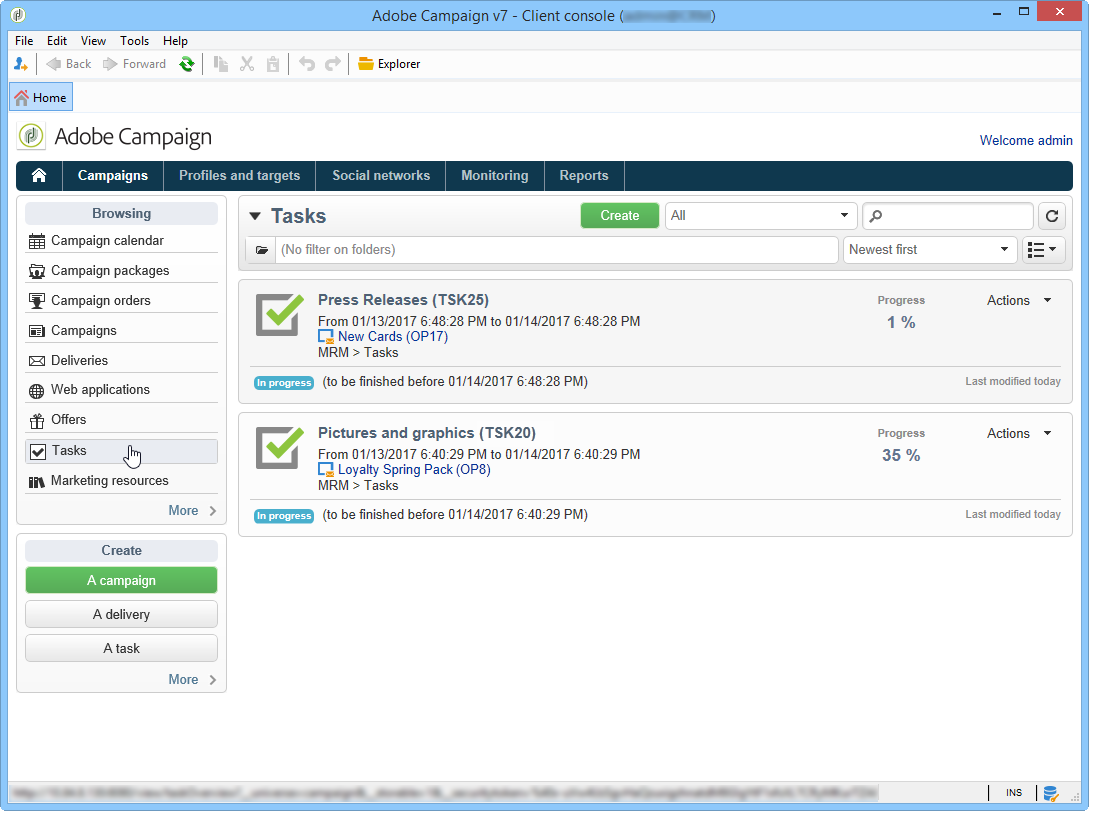 Adobe Campaign v7 - Client console (
File Edit View Tools Help
Back Forward Explorer
Home
Adobe Campaign
Welcome admin
Campaigns Profiles and targets Social networks Monitoring Reports
Browsing
Campaign calendar
Campaign packages
Campaign orders
Campaigns
Deliveries
Web applications
Offers
Tasks
Marketing resources
More
Create
A campaign
A delivery
A task
More
Tasks Create All
(No filter on folders) Newest first
Press Releases (TSK25) Progress Actions
From 01/13/2017 6:48:28 PM to 01/14/2017 6:48:28 PM 1 %
New Cards (OP17)
MRM > Tasks
In progress (to be finished before 01/14/2017 6:48:28 PM) Last modified today
Pictures and graphics (TSK20) Progress Actions
From 01/13/2017 6:40:29 PM to 01/14/2017 6:40:29 PM 35 %
Loyalty Spring Pack (OP8)
MRM > Tasks
In progress (to be finished before 01/14/2017 6:40:29 PM) Last modified today
INS